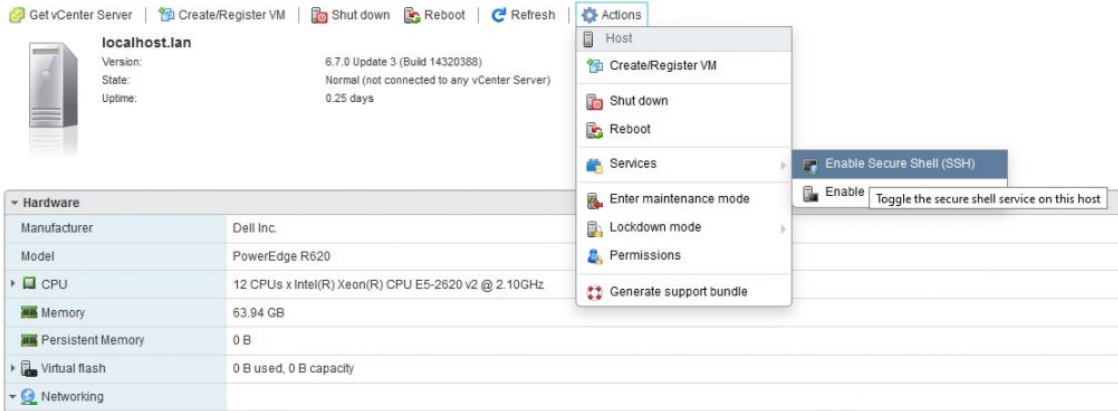 Get vCenter Server | Create/Register VM | Shut down Reboot | Refresh | Actions
localhost.lan
Version: 6.7.0 Update 3 (Build 14320388)
State: Normal (not connected to any vCenter Server)
Uptime: 0.25 days
Host
Create/Register VM
Shut down
Reboot
Services
Enter maintenance mode
Lockdown mode
Permissions
Generate support bundle
Enable Secure Shell (SSH)
Enable
Toggle the secure shell service on this host
Hardware
Manufacturer Dell Inc.
Model PowerEdge R620
CPU 12 CPUs x Intel(R) Xeon(R) CPU E5-2620 v2 @ 2.10GHz
Memory 63.94 GB
Persistent Memory 0 B
Virtual flash 0 B used, 0 B capacity
Networking